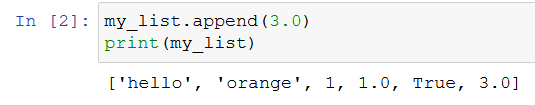 In [2]: my_list.append(3.0)
print(my_list)
['hello', 'orange', 1, 1.0, True, 3.0]